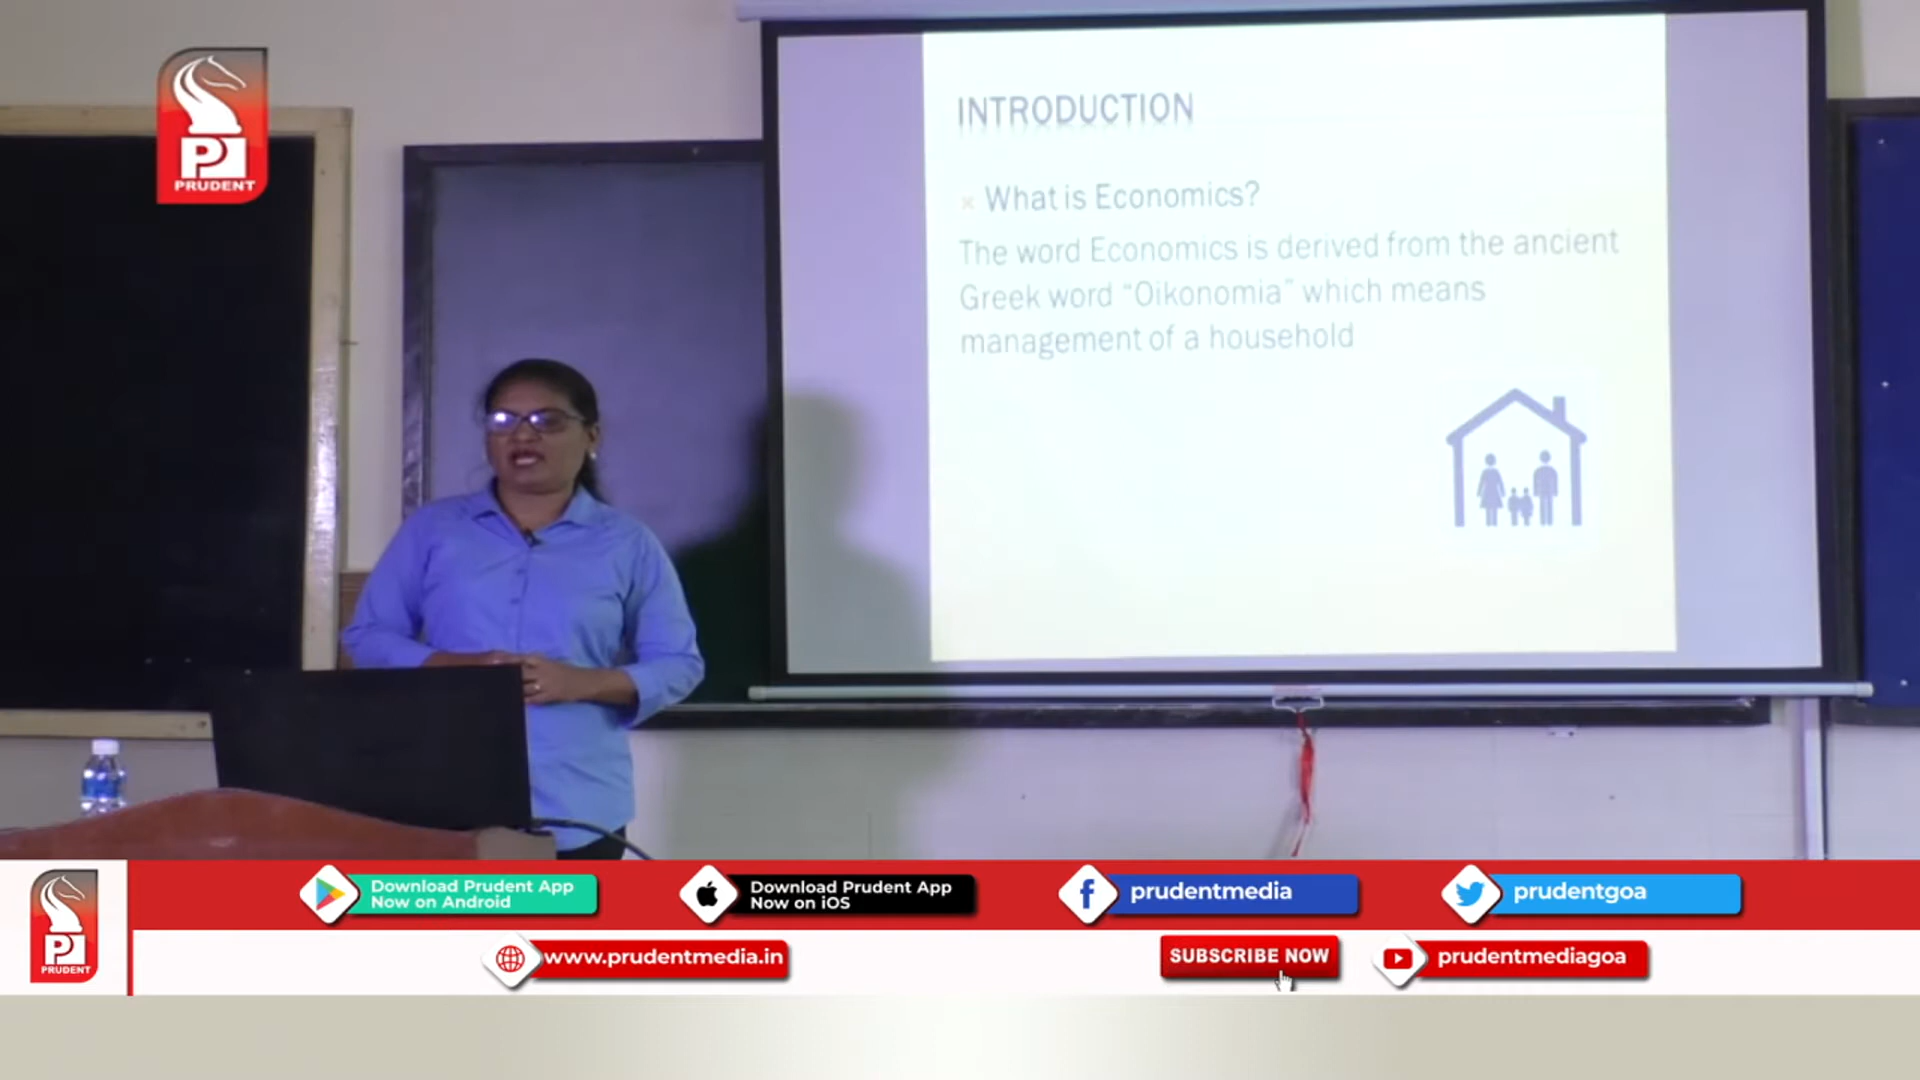 PRUDENT
INTRODUCTION
What is Economics?
The word Economics is derived from the ancient
Greek word “Oikonomia” which means
management of a household
Download Prudent App
Now on Android
Download Prudent App
Now on iOS
prudentmedia
prudentgoa
PRUDENT
www.prudentmedia.in
SUBSCRIBE NOW
prudentmediagoa